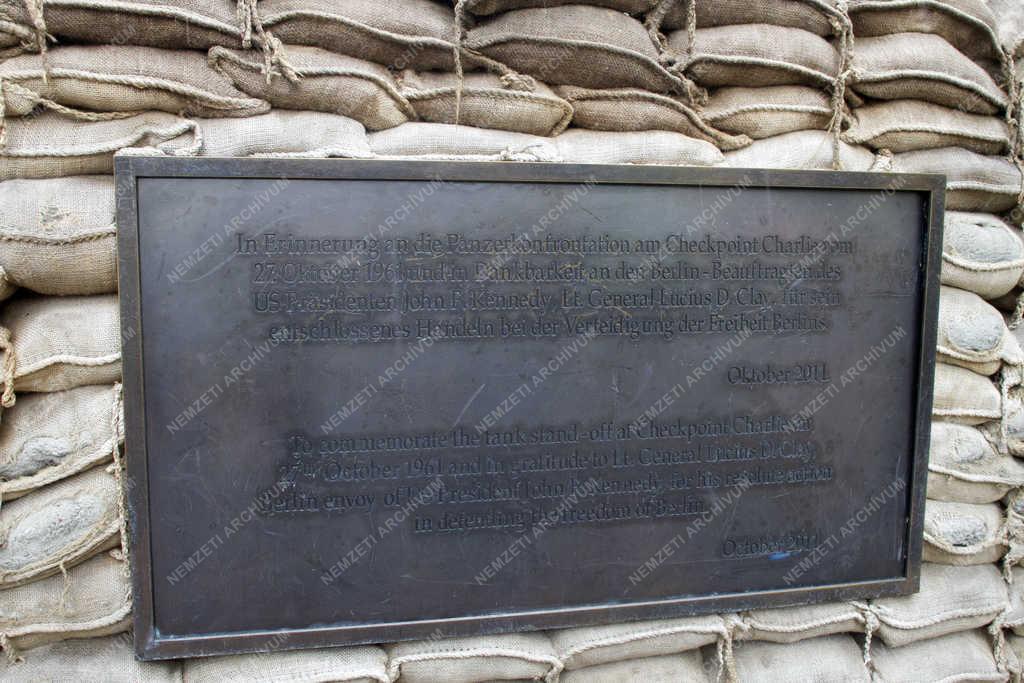 In Erinnerung an die Panzerkonfrontation am Checkpoint Charlie vom
27. Oktober 1961 und in Dankbarkeit an den Berlin-Beauftragten des
US Präsidenten John F. Kennedy, Lt. General Lucius D. Clay, für sein
entschlossenes Handeln bei der Verteidigung der Freiheit Berlins.
Oktober 2011
To commemorate the tank stand-off at Checkpoint Charlie on
27th October 1961 and in gratitude to Lt. General Lucius D. Clay,
Berlin envoy of President John F. Kennedy, for his resolute action
in defending the freedom of Berlin.
October 2011
NEMZETI ARCHÍVUM